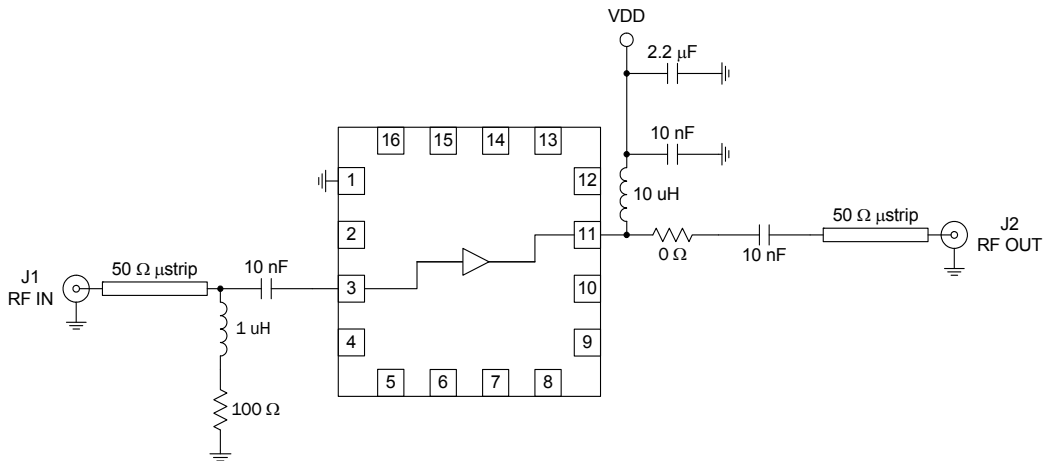 VDD
2.2 µF
10 nF
10 uH
16 15 14 13
1
2
3
4
5 6 7 8
12
11
10
9
J1
RF IN
50 Ω µstrip
10 nF
1 uH
100 Ω
0 Ω
10 nF
50 Ω µstrip
J2
RF OUT